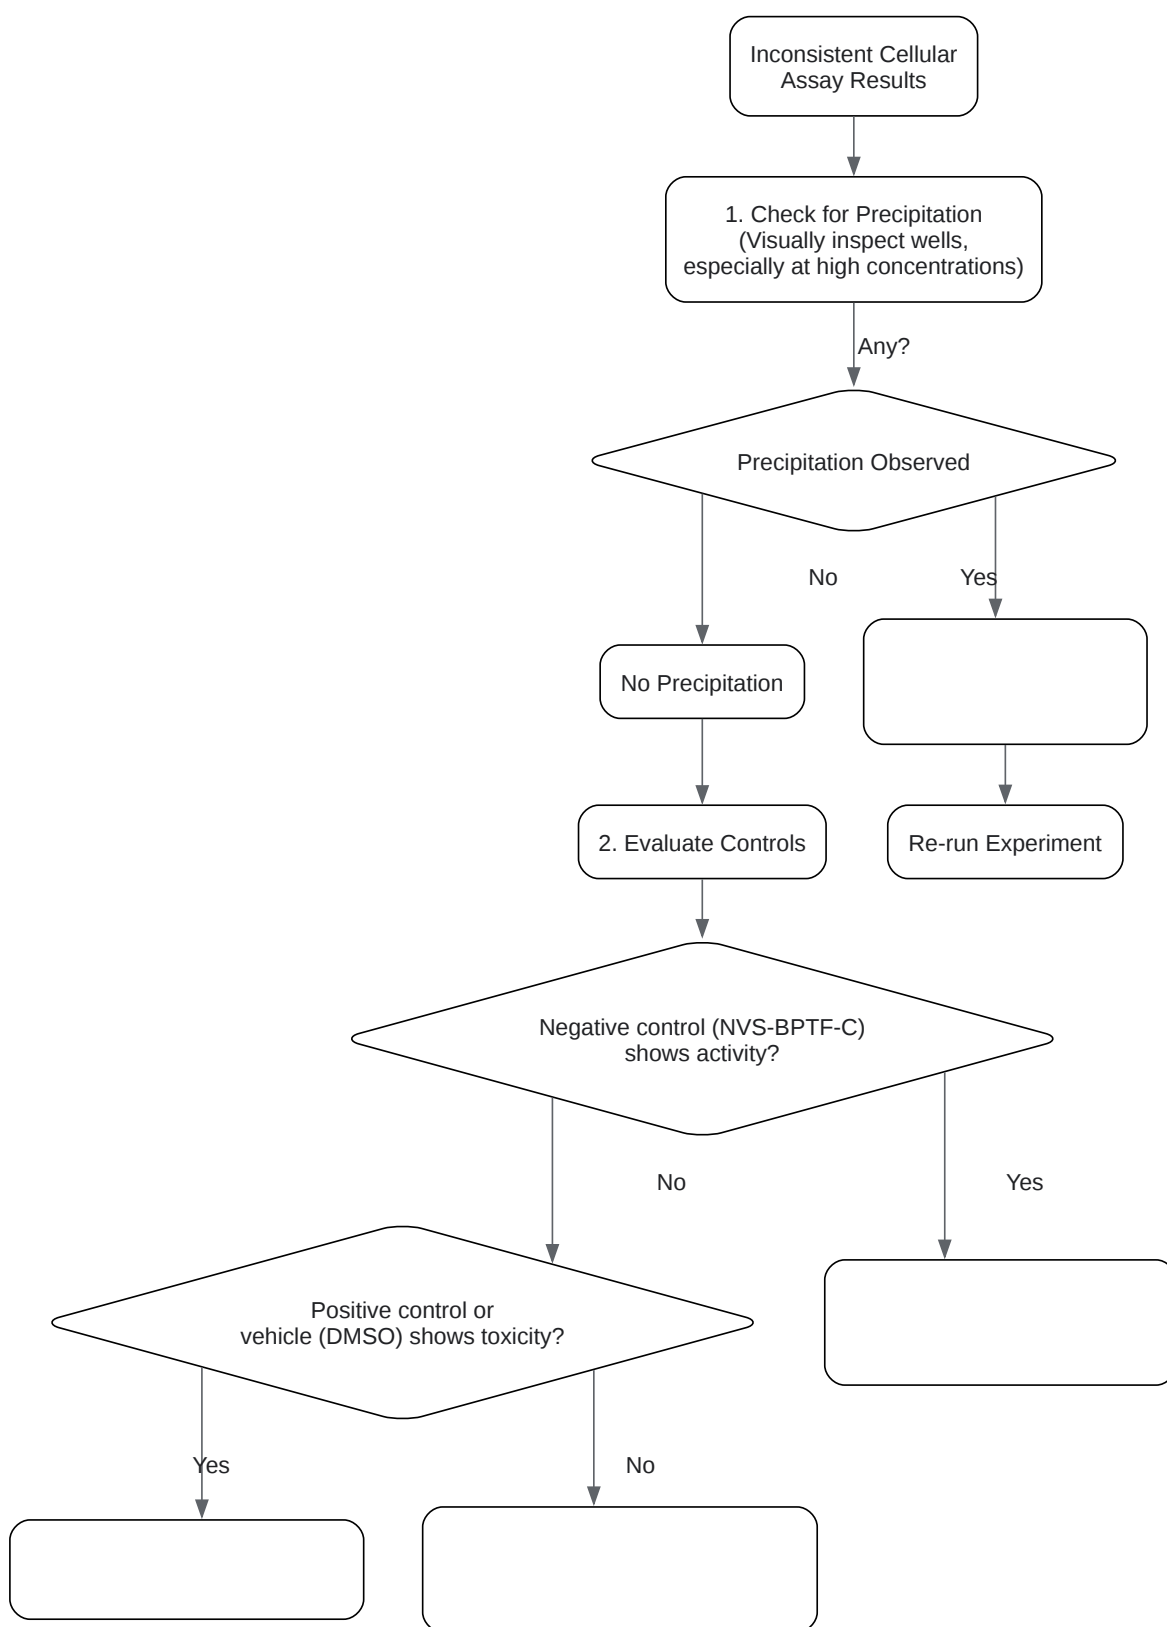 Inconsistent Cellular
Assay Results
1. Check for Precipitation
(Visually inspect wells,
especially at high concentrations)
Any?
Precipitation Observed
No
Yes
No Precipitation
2. Evaluate Controls
Re-run Experiment
Negative control (NVS-BPTF-C)
shows activity?
No
Yes
Positive control or
vehicle (DMSO) shows toxicity?
Yes
No